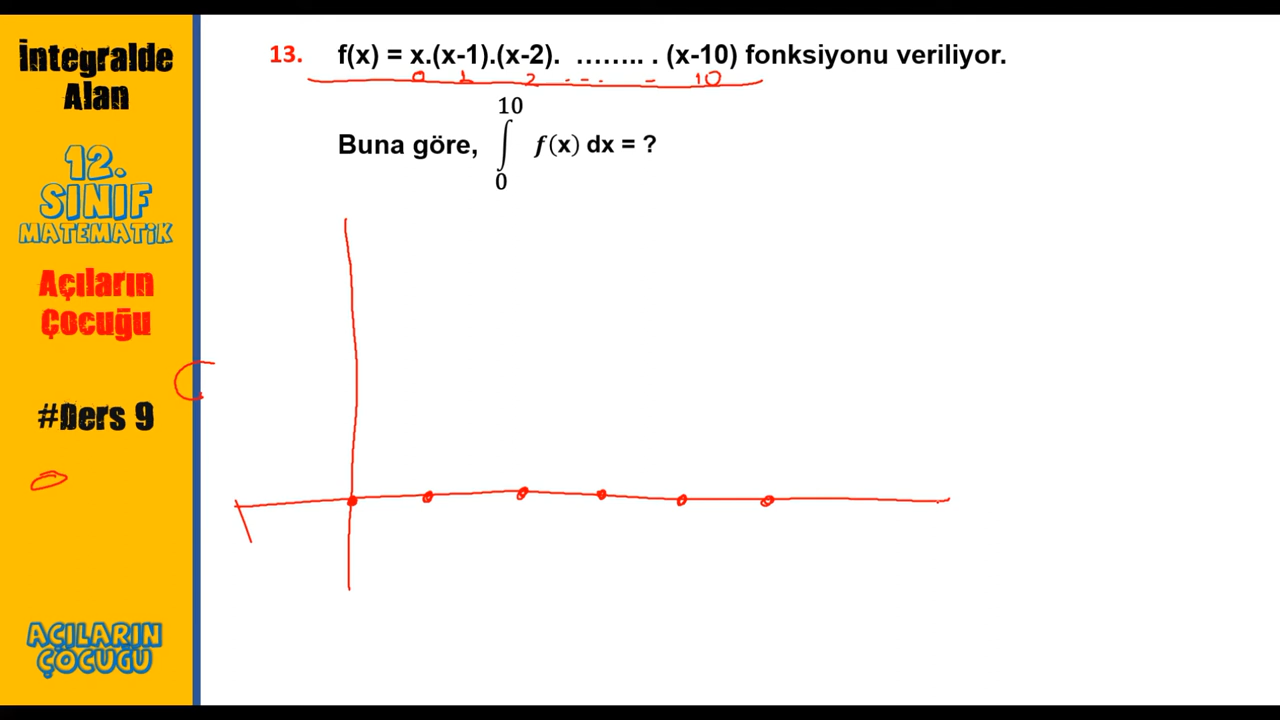 İntegralde
Alan
12.
SINIF
MATEMATİK
Açıların
Çocuğu
#Ders 9
AÇILARIN
ÇOCUĞU
13. f(x) = x.(x-1).(x-2). …….. . (x-10) fonksiyonu veriliyor.
0 1 2 ... - 10
10
Buna göre, ∫ f(x) dx = ?
0